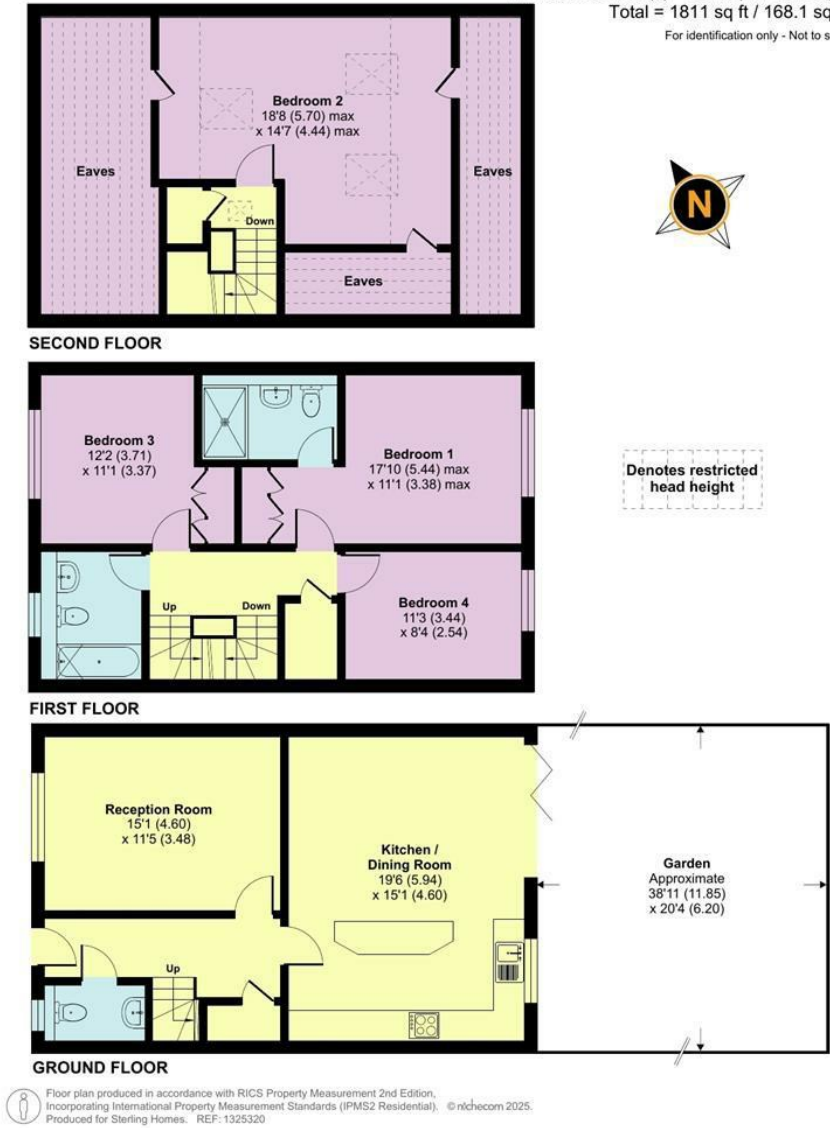 Total = 1811 sq ft / 168.1 sq
For identification only - Not to s
Bedroom 2
18'8 (5.70) max
x 14'7 (4.44) max
Eaves
Eaves
Down
Eaves
N
SECOND FLOOR
Bedroom 3
12'2 (3.71)
x 11'1 (3.37)
Bedroom 1
17'10 (5.44) max
x 11'1 (3.38) max
Denotes restricted
head height
Up
Down
Bedroom 4
11'3 (3.44)
x 8'4 (2.54)
FIRST FLOOR
Reception Room
15'1 (4.60)
x 11'5 (3.48)
Kitchen /
Dining Room
19'6 (5.94)
x 15'1 (4.60)
Garden
Approximate
38'11 (11.85)
x 20'4 (6.20)
Up
GROUND FLOOR
Floor plan produced in accordance with RICS Property Measurement 2nd Edition,
Incorporating International Property Measurement Standards (IPMS2 Residential). © nichecom 2025.
Produced for Sterling Homes. REF: 1325320